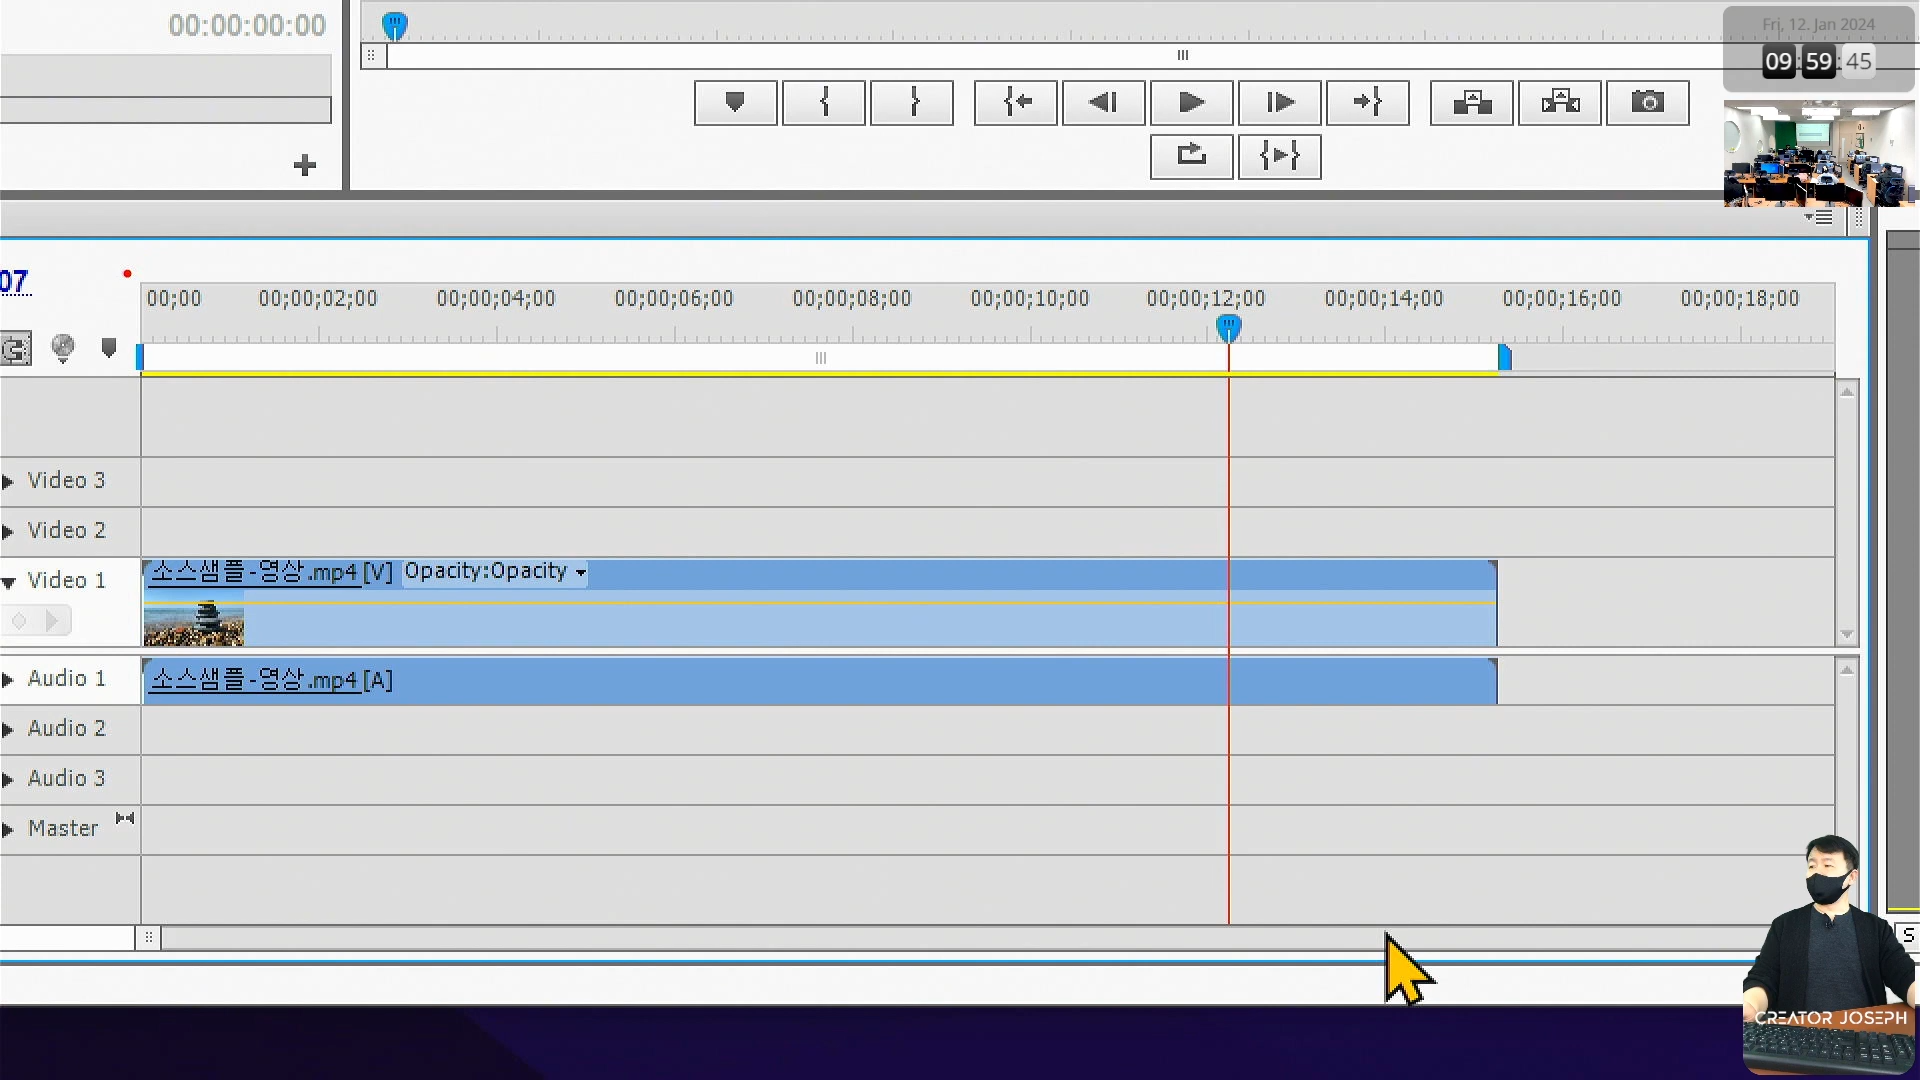 00:00:00:00
Fri, 12. Jan 2024
09:59:45
07
00;00 00;00;02;00 00;00;04;00 00;00;06;00 00;00;08;00 00;00;10;00 00;00;12;00 00;00;14;00 00;00;16;00 00;00;18;00
Video 3
Video 2
Video 1
소스샘플-영상.mp4 [V] Opacity:Opacity
Audio 1
소스샘플-영상.mp4 [A]
Audio 2
Audio 3
Master
S
CREATOR JOSEPH